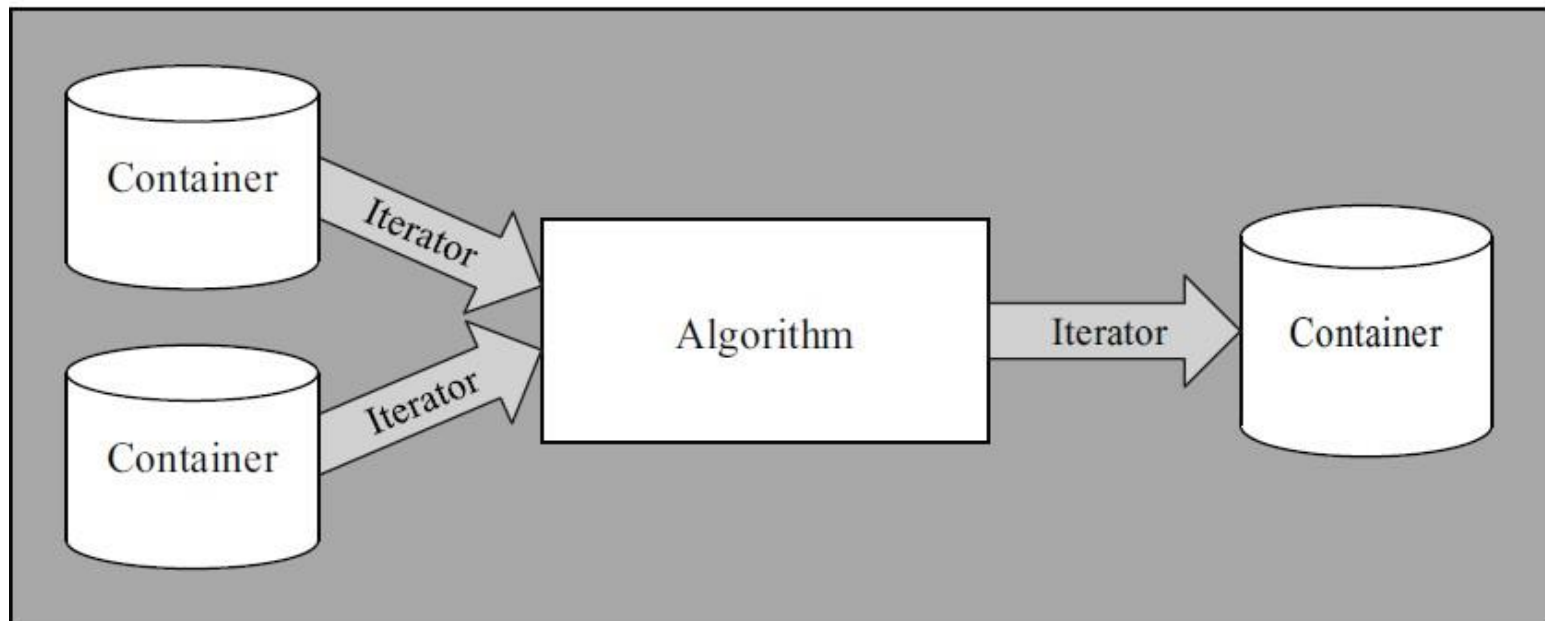 Container
Iterator
Algorithm
Iterator
Container
Iterator
Container